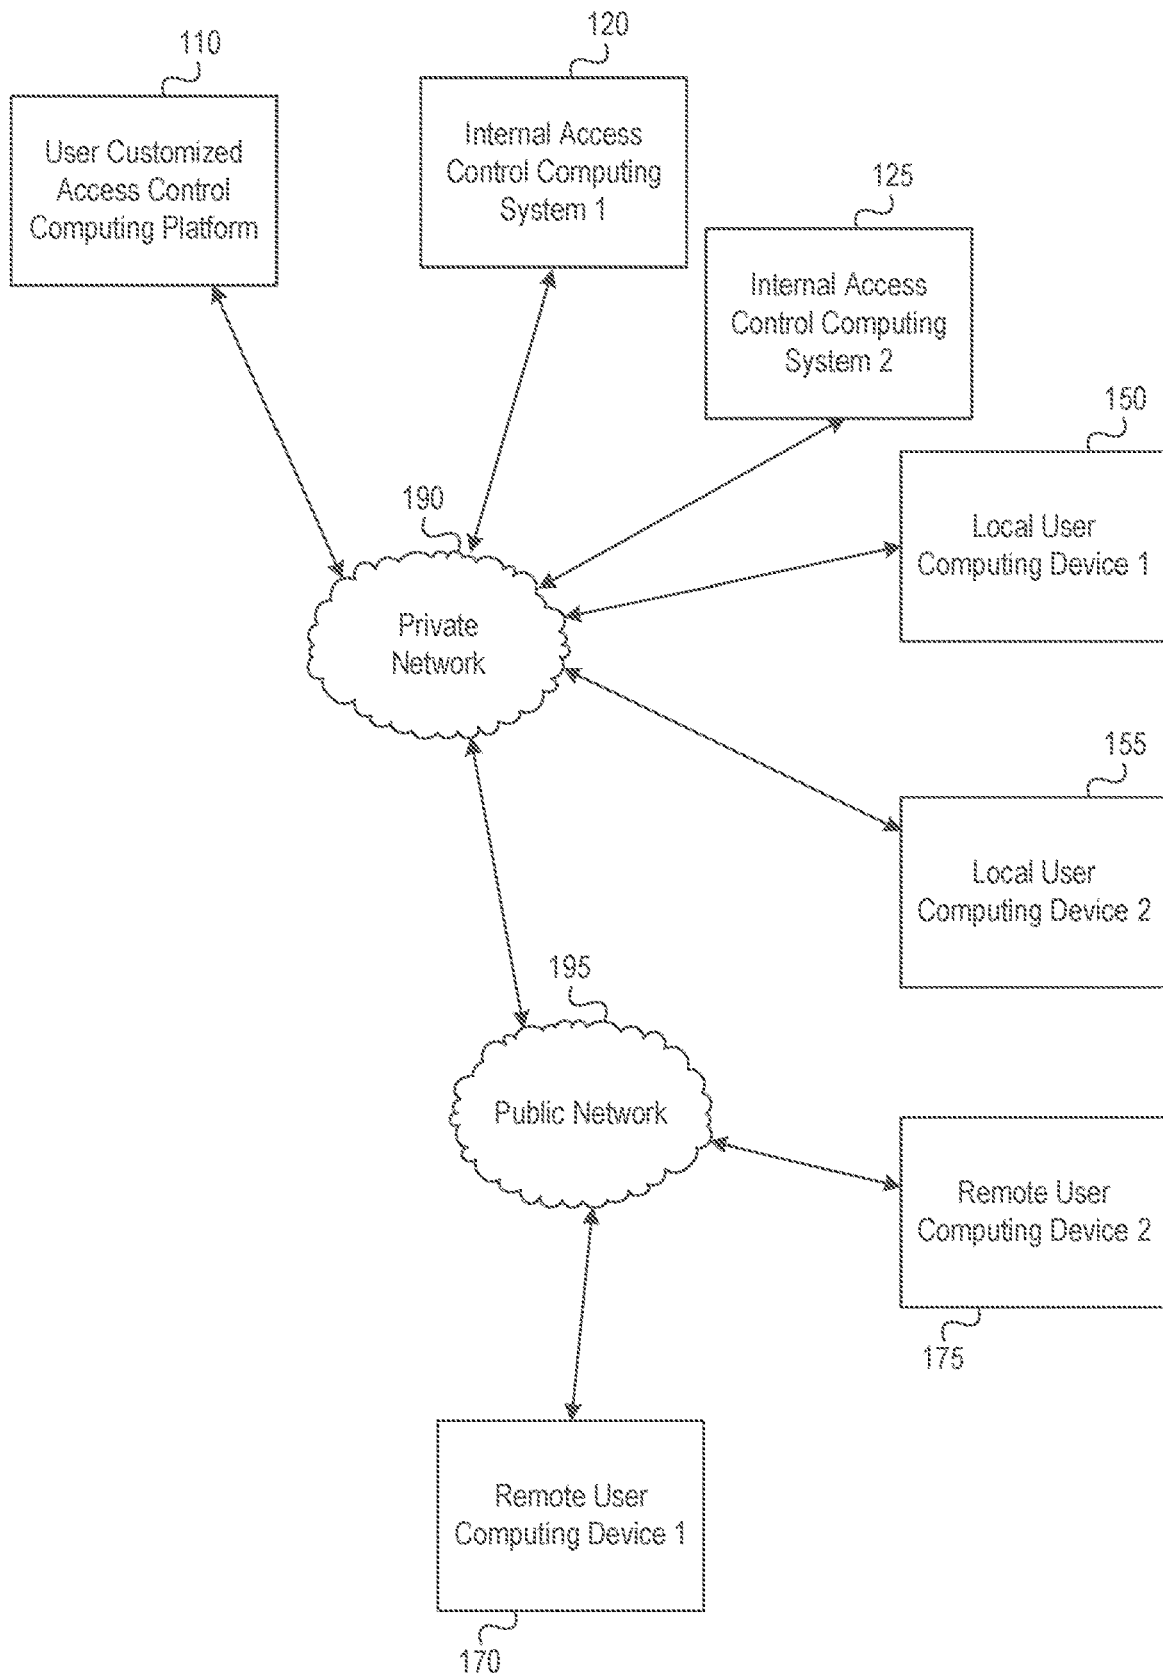 110
User Customized
Access Control
Computing Platform
120
Internal Access
Control Computing
System 1
125
Internal Access
Control Computing
System 2
150
Local User
Computing Device 1
190
Private
Network
155
Local User
Computing Device 2
195
Public Network
Remote User
Computing Device 2
175
Remote User
Computing Device 1
170